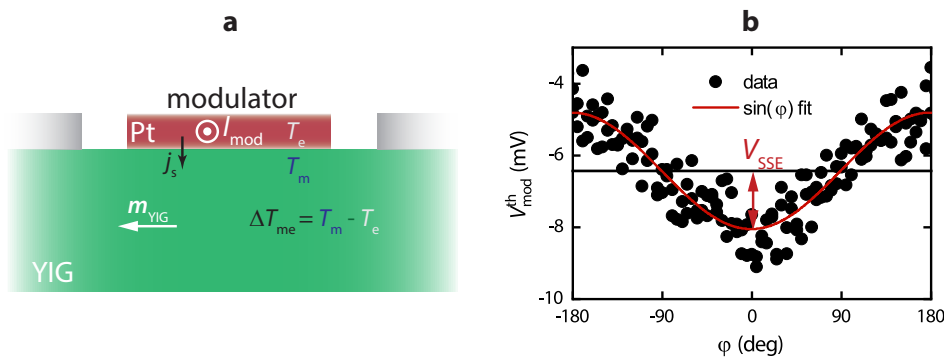 a
modulator
Pt
I_mod
T_e
j_s
T_m
m_YIG
ΔT_me = T_m - T_e
YIG
b
data
sin(φ) fit
V_SSE
V^th_mod (mV)
-4
-6
-8
-10
-180 -90 0 90 180
φ (deg)